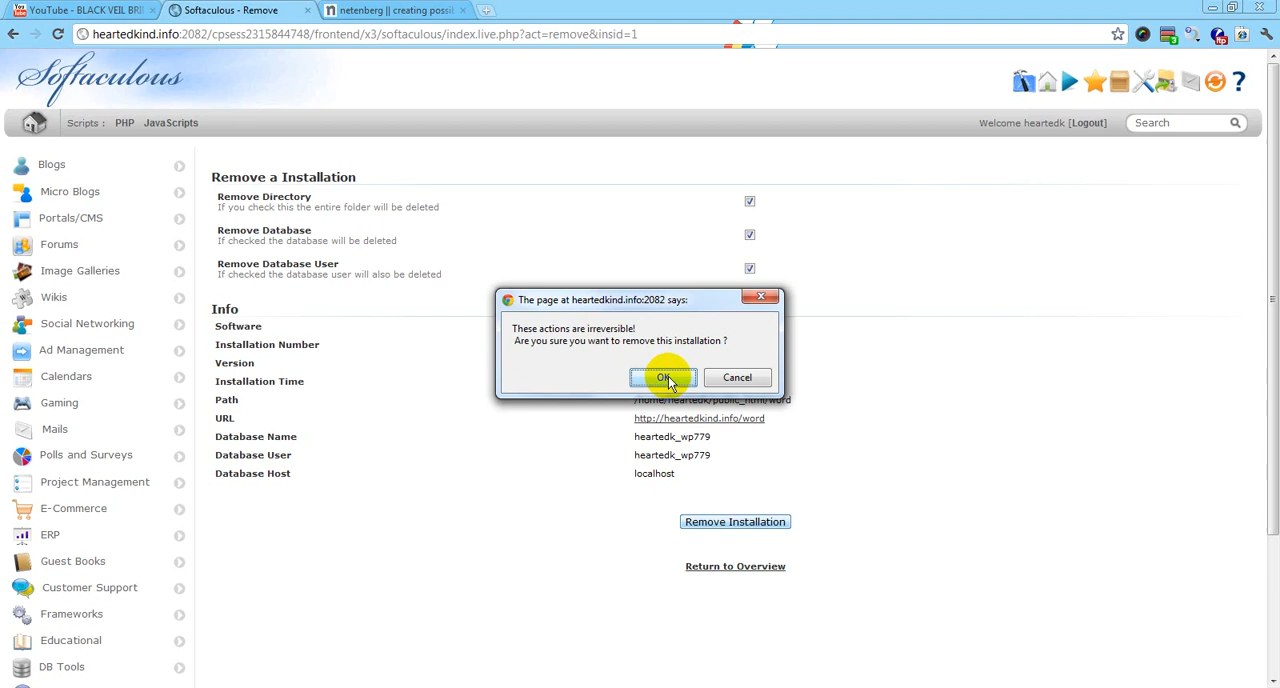 YouTube - BLACK VEIL BRI
Softaculous - Remove
netenberg || creating possi
heartedkind.info:2082/cpsess2315844748/frontend/x3/softaculous/index.live.php?act=remove&insid=1
Softaculous
Scripts : PHP JavaScripts
Welcome heartedk [Logout]
Search
Blogs
Micro Blogs
Portals/CMS
Forums
Image Galleries
Wikis
Social Networking
Ad Management
Calendars
Gaming
Mails
Polls and Surveys
Project Management
E-Commerce
ERP
Guest Books
Customer Support
Frameworks
Educational
DB Tools
Remove a Installation
Remove Directory
If you check this the entire folder will be deleted
Remove Database
If checked the database will be deleted
Remove Database User
If checked the database user will also be deleted
Info
Software
Installation Number
Version
Installation Time
Path /home/heartedk/public_html/word
URL http://heartedkind.info/word
Database Name heartedk_wp779
Database User heartedk_wp779
Database Host localhost
Remove Installation
Return to Overview
The page at heartedkind.info:2082 says:
These actions are irreversible!
Are you sure you want to remove this installation ?
OK Cancel